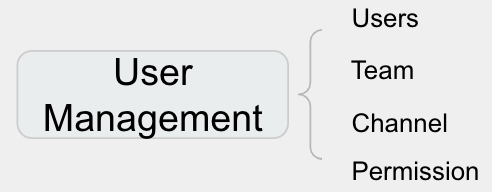 User
Management
Users
Team
Channel
Permission